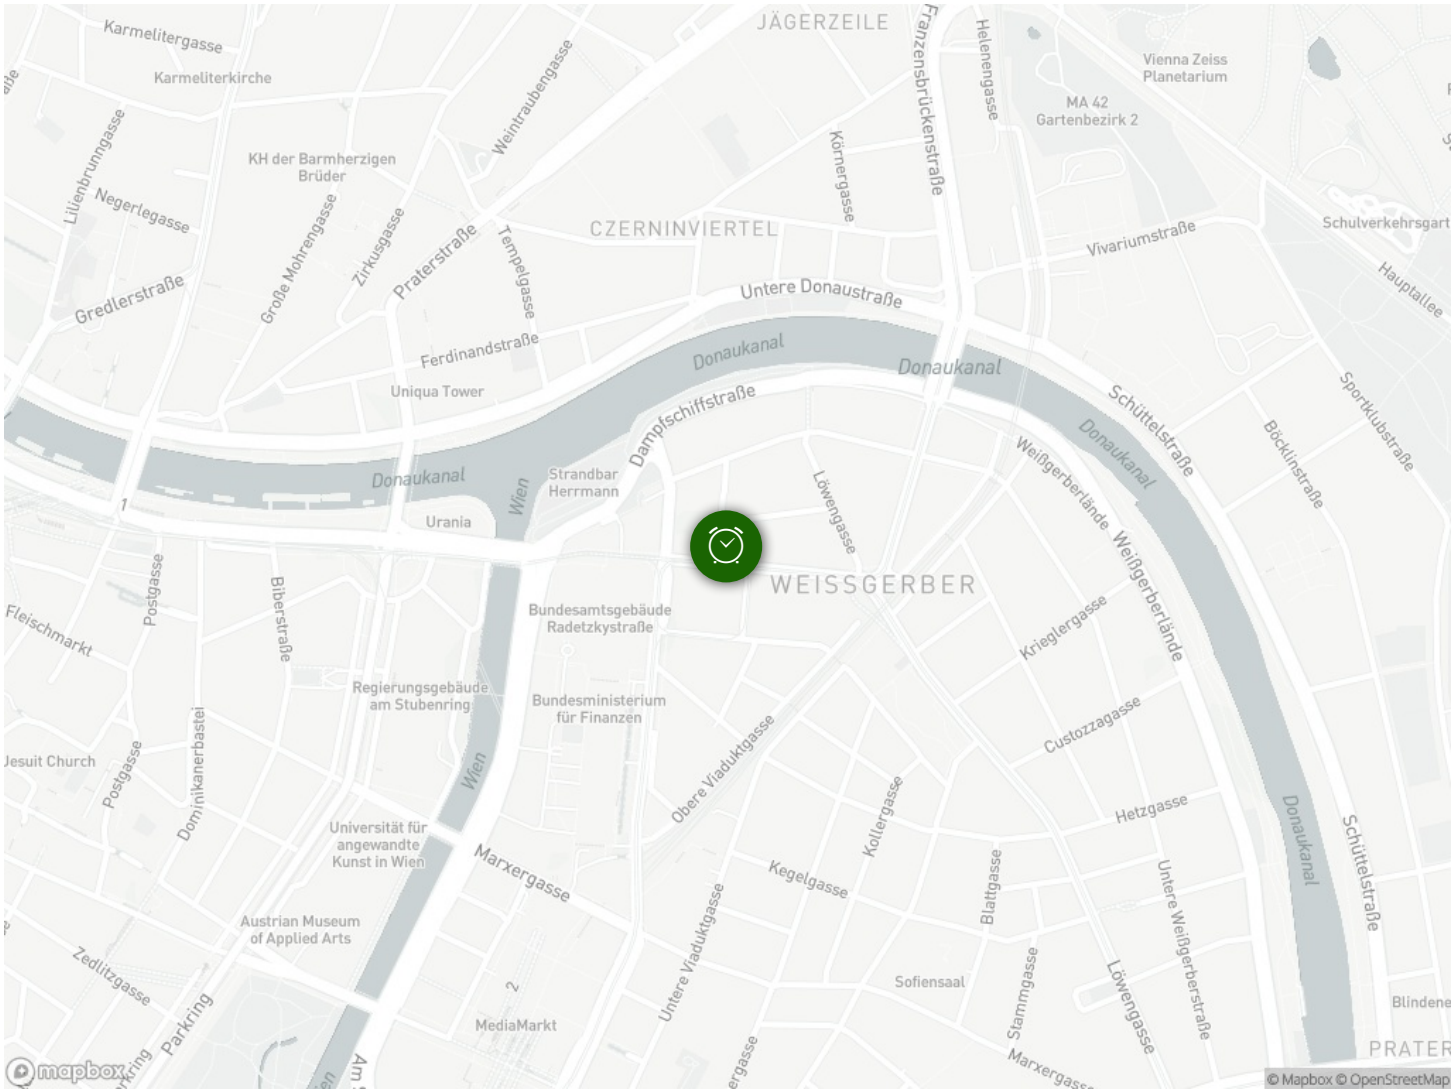 JÄGERZEILE
Karmelitergasse
Franzensbrückenstraße
Helenengasse
Vienna Zeiss
Planetarium
Karmeliterkirche
Weintraubengasse
MA 42
Gartenbezirk 2
Lilienbrunngasse
KH der Barmherzigen
Brüder
Körnergasse
Negerlegasse
Große Mohrengasse
Zirkusgasse
Praterstraße
Tempelgasse
CZERNINVIERTEL
Vivariumstraße
Schulverkehrsgart
Hauptallee
Gredlerstraße
Untere Donaustraße
Ferdinandstraße
Donaukanal
Donaukanal
Uniqua Tower
Dampfschiffstraße
Schüttelstraße
Sportklubstraße
Böcklinstraße
Donaukanal
Donaukanal
Strandbar
Herrmann
Wien
Löwengasse
Weißgerberlände
Weißgerberlände
1
Urania
Postgasse
Biberstraße
Fleischmarkt
WEISSGERBER
Bundesamtsgebäude
Radetzkystraße
Krieglergasse
Regierungsgebäude
am Stubenring
Bundesministerium
für Finanzen
Custozzagasse
Jesuit Church
Postgasse
Dominikanerbastei
Wien
Obere Viaduktgasse
Kollergasse
Hetzgasse
Donaukanal
Schüttelstraße
Universität für
angewandte
Kunst in Wien
Marxergasse
Kegelgasse
Blattgasse
Untere Weißgerberstraße
Austrian Museum
of Applied Arts
Zedlitzgasse
Parkring
Untere Viaduktgasse
2
Sofiensaal
Stammgasse
Löwengasse
Blindene
MediaMarkt
Marxergasse
PRATER
Am
mapbox
© Mapbox © OpenStreetMap